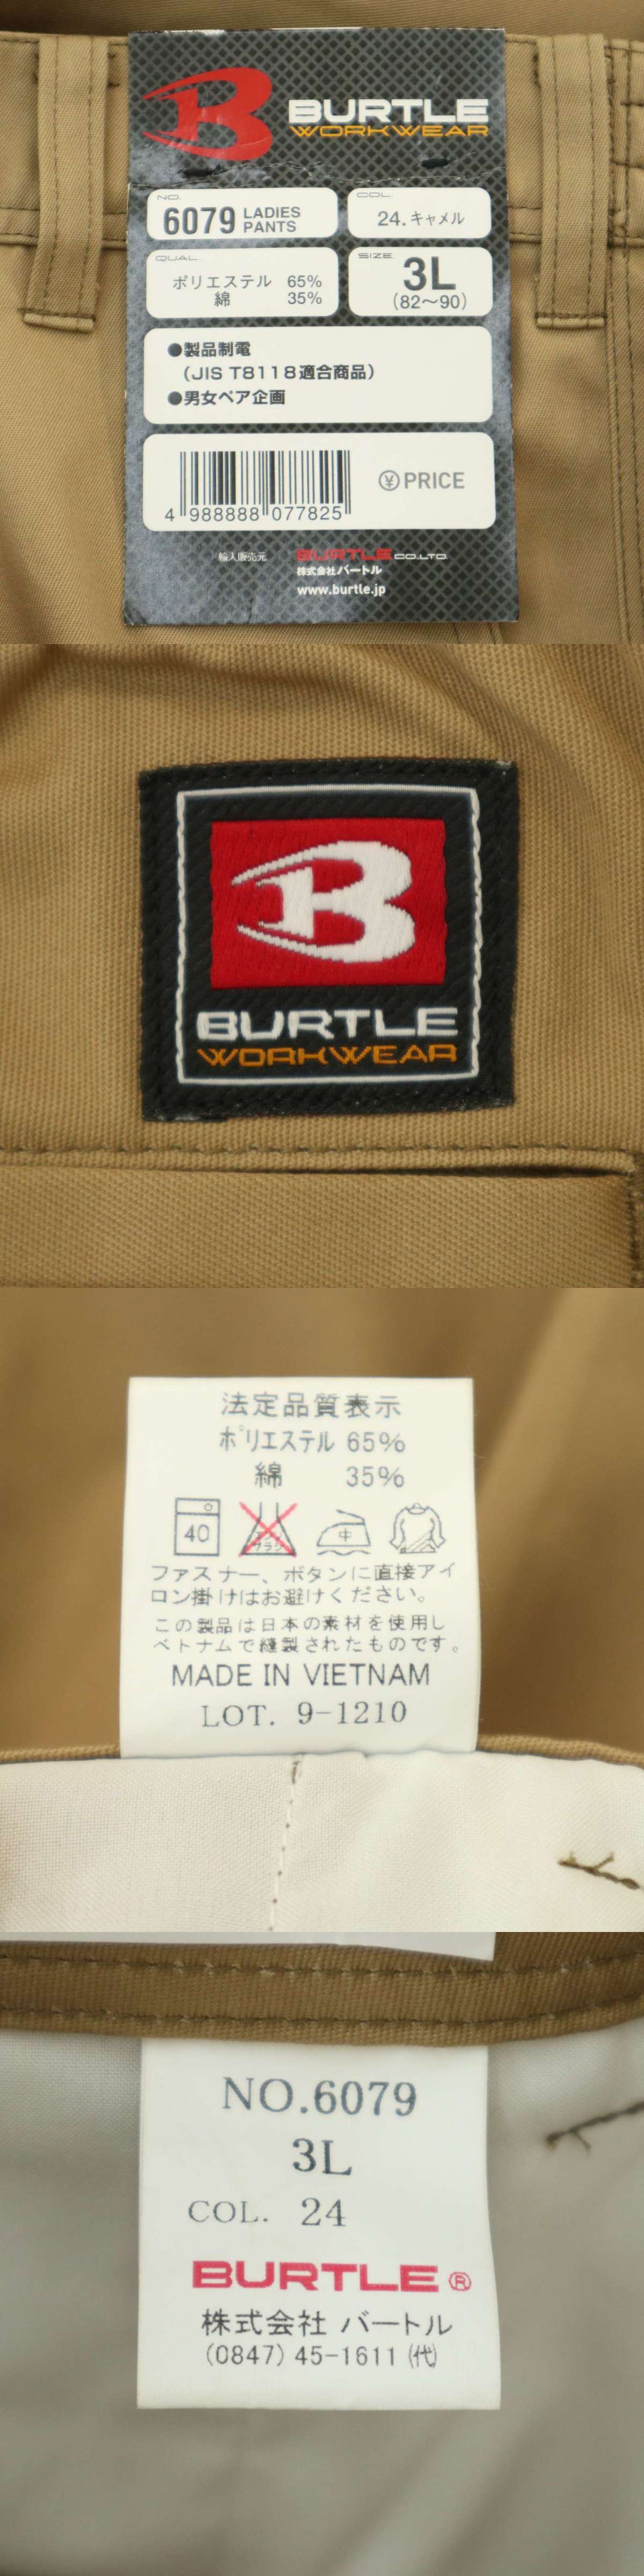 BURTLE
WORKWEAR
NO.
6079 LADIES PANTS
COL.
24.キャメル
QUAL.
ポリエステル 65%
綿 35%
SIZE.
3L
(82〜90)
●製品制電
(JIS T8118適合商品)
●男女ペア企画
4 988888 077825
¥PRICE
輸入販売元
BURTLE CO.LTD.
株式会社バートル
www.burtle.jp
BURTLE
WORKWEAR
法定品質表示
ポリエステル 65%
綿 35%
40
エンソ
サラシ
中
ファスナー、ボタンに直接アイ
ロン掛けはお避けください。
この製品は日本の素材を使用し
ベトナムで縫製されたものです。
MADE IN VIETNAM
LOT. 9-1210
NO.6079
3L
COL. 24
BURTLE®
株式会社 バートル
(0847) 45-1611 (代)